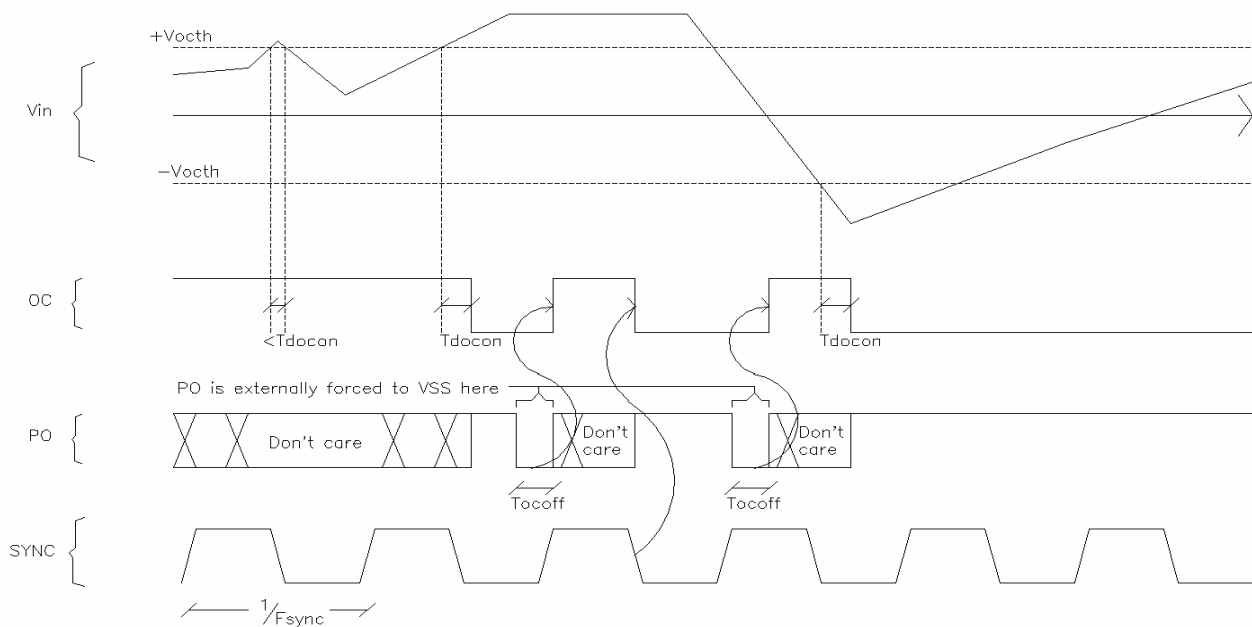 +Vocth
Vin
-Vocth
OC
<Tdocon
Tdocon
Tdocon
PO is externally forced to VSS here
PO
Don't care
Don't
care
Don't
care
Tocoff
Tocoff
SYNC
1/Fsync